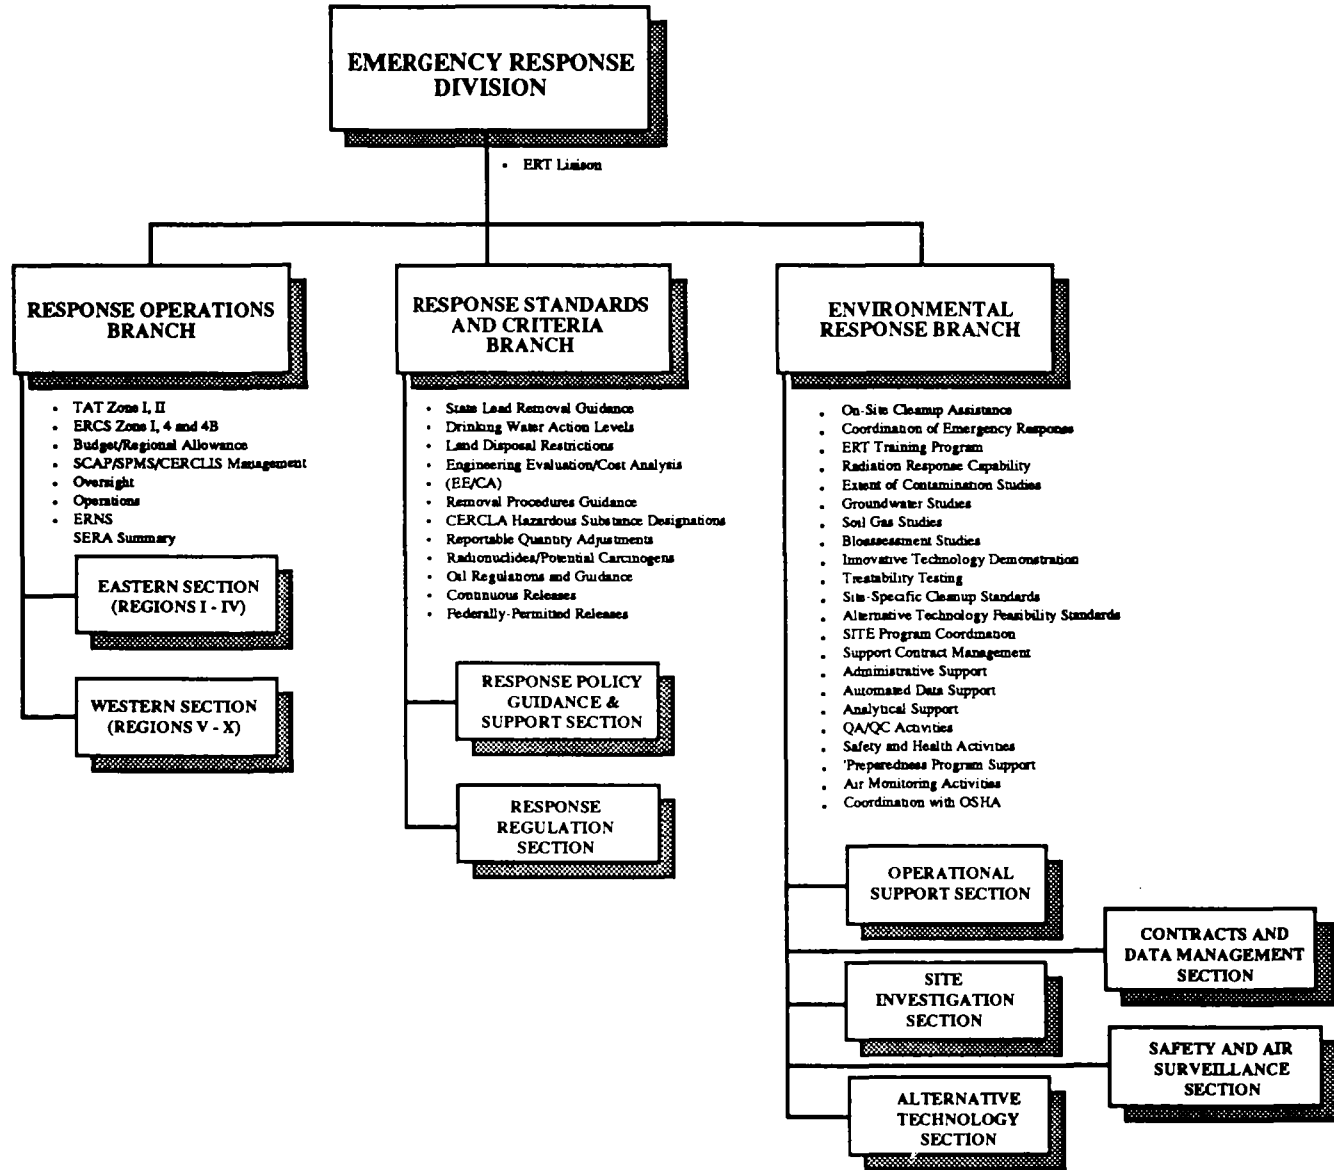 EMERGENCY RESPONSE
DIVISION
• ERT Liaison
RESPONSE OPERATIONS
BRANCH
• TAT Zone I, II
• ERCS Zone I, 4 and 4B
• Budget/Regional Allowance
• SCAP/SPMS/CERCLIS Management
• Oversight
• Operations
• ERNS
SERA Summary
EASTERN SECTION
(REGIONS I - IV)
WESTERN SECTION
(REGIONS V - X)
RESPONSE STANDARDS
AND CRITERIA
BRANCH
• State Lead Removal Guidance
• Drinking Water Action Levels
• Land Disposal Restrictions
• Engineering Evaluation/Cost Analysis
• (EE/CA)
• Removal Procedures Guidance
• CERCLA Hazardous Substance Designations
• Reportable Quantity Adjustments
• Radionuclides/Potential Carcinogens
• Oil Regulations and Guidance
• Continuous Releases
• Federally-Permitted Releases
RESPONSE POLICY
GUIDANCE &
SUPPORT SECTION
RESPONSE
REGULATION
SECTION
ENVIRONMENTAL
RESPONSE BRANCH
• On-Site Cleanup Assistance
• Coordination of Emergency Response
• ERT Training Program
• Radiation Response Capability
• Extent of Contamination Studies
• Groundwater Studies
• Soil Gas Studies
• Bioassessment Studies
• Innovative Technology Demonstration
• Treatability Testing
• Site-Specific Cleanup Standards
• Alternative Technology Feasibility Standards
• SITE Program Coordination
• Support Contract Management
• Administrative Support
• Automated Data Support
• Analytical Support
• QA/QC Activities
• Safety and Health Activities
• 'Preparedness Program Support
• Air Monitoring Activities
• Coordination with OSHA
OPERATIONAL
SUPPORT SECTION
CONTRACTS AND
DATA MANAGEMENT
SECTION
SITE
INVESTIGATION
SECTION
SAFETY AND AIR
SURVEILLANCE
SECTION
ALTERNATIVE
TECHNOLOGY
SECTION